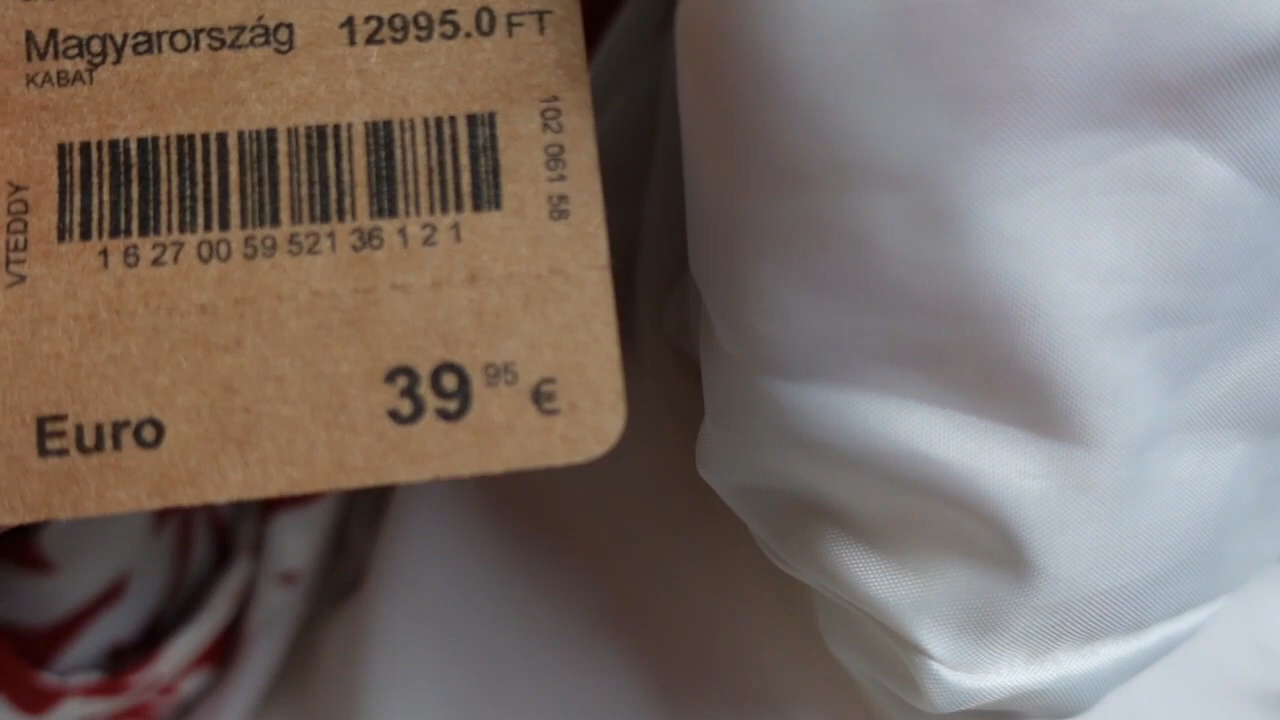 Magyarország 12995.0 FT
KABAT
102 061 58
VTEDDY
1 6 27 00 59 521 36 1 2 1
Euro 39 95 €